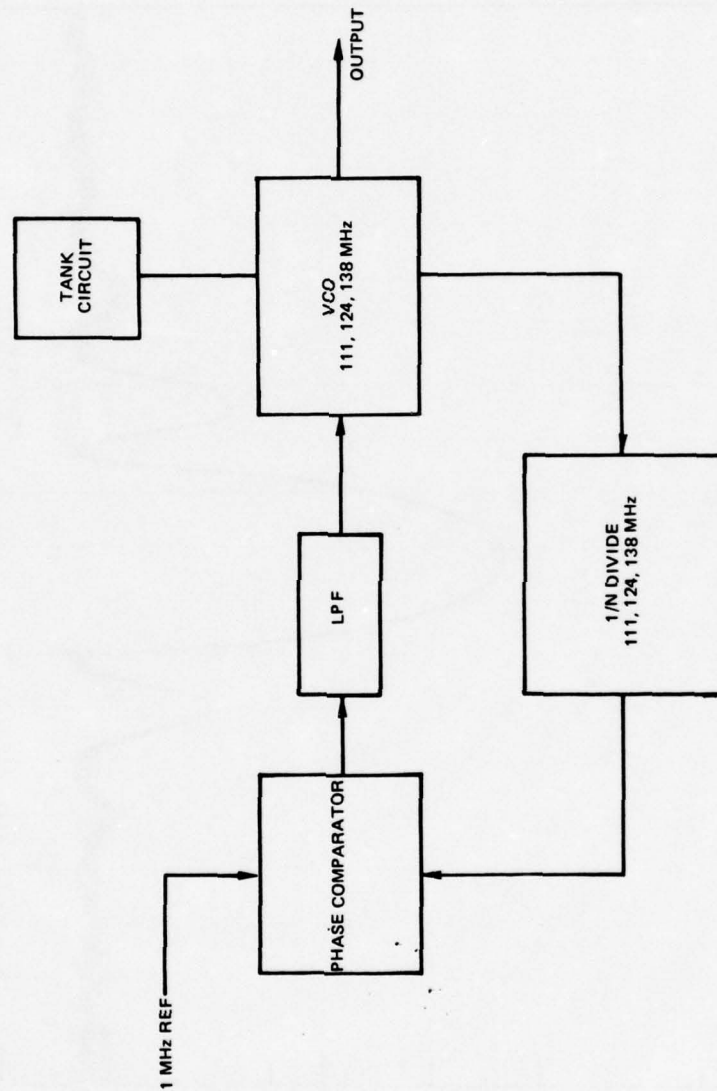 1 MHz REF
PHASE COMPARATOR
LPF
TANK
CIRCUIT
VCO
111, 124, 138 MHz
OUTPUT
1/N DIVIDE
111, 124, 138 MHz